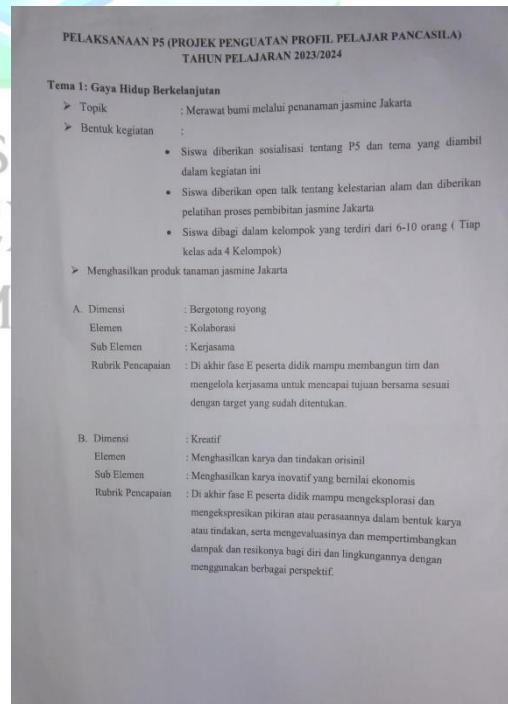 PELAKSANAAN P5 (PROJEK PENGUATAN PROFIL PELAJAR PANCASILA)
TAHUN PELAJARAN 2023/2024
Tema 1: Gaya Hidup Berkelanjutan
➤ Topik : Merawat bumi melalui penanaman jasmine Jakarta
➤ Bentuk kegiatan :
• Siswa diberikan sosialisasi tentang P5 dan tema yang diambil
dalam kegiatan ini
• Siswa diberikan open talk tentang kelestarian alam dan diberikan
pelatihan proses pembibitan jasmine Jakarta
• Siswa dibagi dalam kelompok yang terdiri dari 6-10 orang ( Tiap
kelas ada 4 Kelompok)
➤ Menghasilkan produk tanaman jasmine Jakarta
A. Dimensi : Bergotong royong
Elemen : Kolaborasi
Sub Elemen : Kerjasama
Rubrik Pencapaian : Di akhir fase E peserta didik mampu membangun tim dan
mengelola kerjasama untuk mencapai tujuan bersama sesuai
dengan target yang sudah ditentukan.
B. Dimensi : Kreatif
Elemen : Menghasilkan karya dan tindakan orisinil
Sub Elemen : Menghasilkan karya inovatif yang bernilai ekonomis
Rubrik Pencapaian : Di akhir fase E peserta didik mampu mengeksplorasi dan
mengekspresikan pikiran atau perasaannya dalam bentuk karya
atau tindakan, serta mengevaluasinya dan mempertimbangkan
dampak dan resikonya bagi diri dan lingkungannya dengan
menggunakan berbagai perspektif.